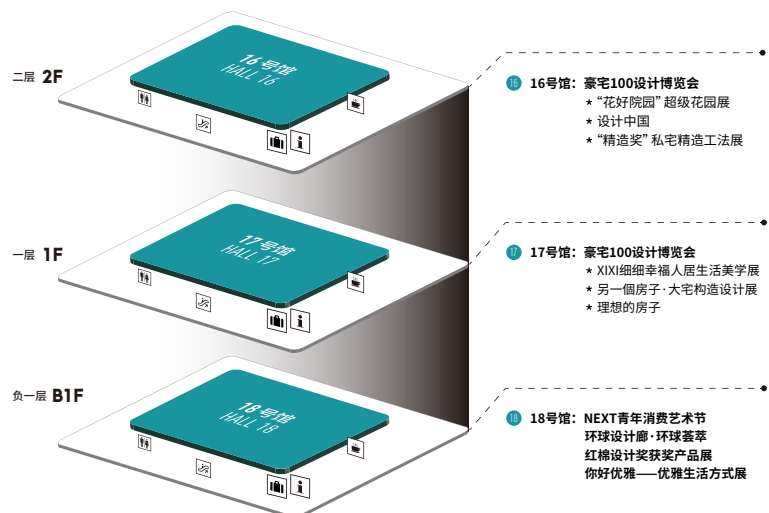 二层 2F
16号馆
HALL 16
16 16号馆：豪宅100设计博览会
* “花好院园”超级花园展
* 设计中国
* “精造奖”私宅精造工法展
一层 1F
17号馆
HALL 17
17 17号馆：豪宅100设计博览会
* XIXI细细幸福人居生活美学展
* 另一個房子·大宅构造设计展
* 理想的房子
负一层 B1F
18号馆
HALL 18
18 18号馆：NEXT青年消费艺术节
环球设计廊·环球荟萃
红棉设计奖获奖产品展
你好优雅——优雅生活方式展